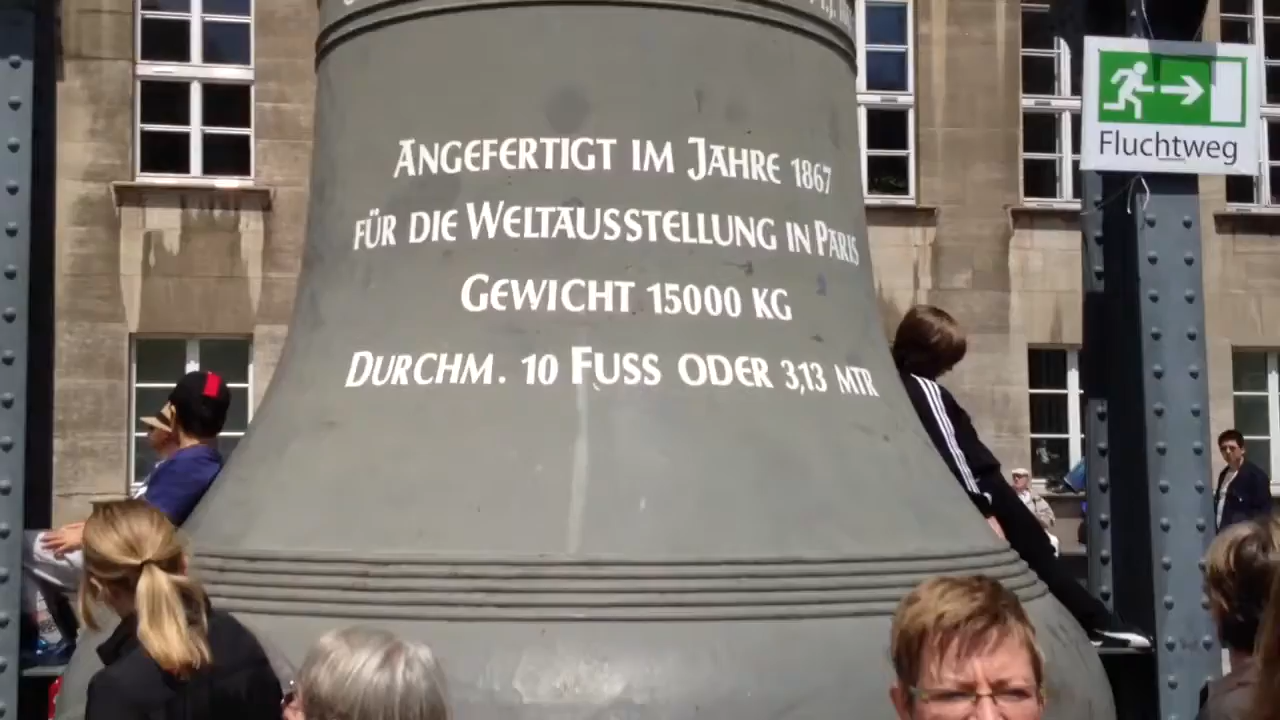 ANGEFERTIGT IM JAHRE 1867
FÜR DIE WELTAUSSTELLUNG IN PARIS
GEWICHT 15000 KG
DURCHM. 10 FUSS ODER 3,13 MTR
Fluchtweg